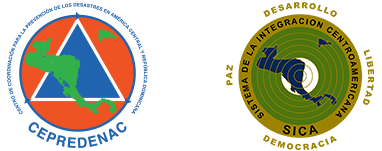 CENTRO DE COORDINACIÓN PARA LA PREVENCIÓN DE LOS DESASTRES EN AMÉRICA CENTRAL Y REPÚBLICA DOMINICANA
CEPREDENAC
DESARROLLO
PAZ
LIBERTAD
DEMOCRACIA
SISTEMA DE LA INTEGRACION CENTROAMERICANA
SICA